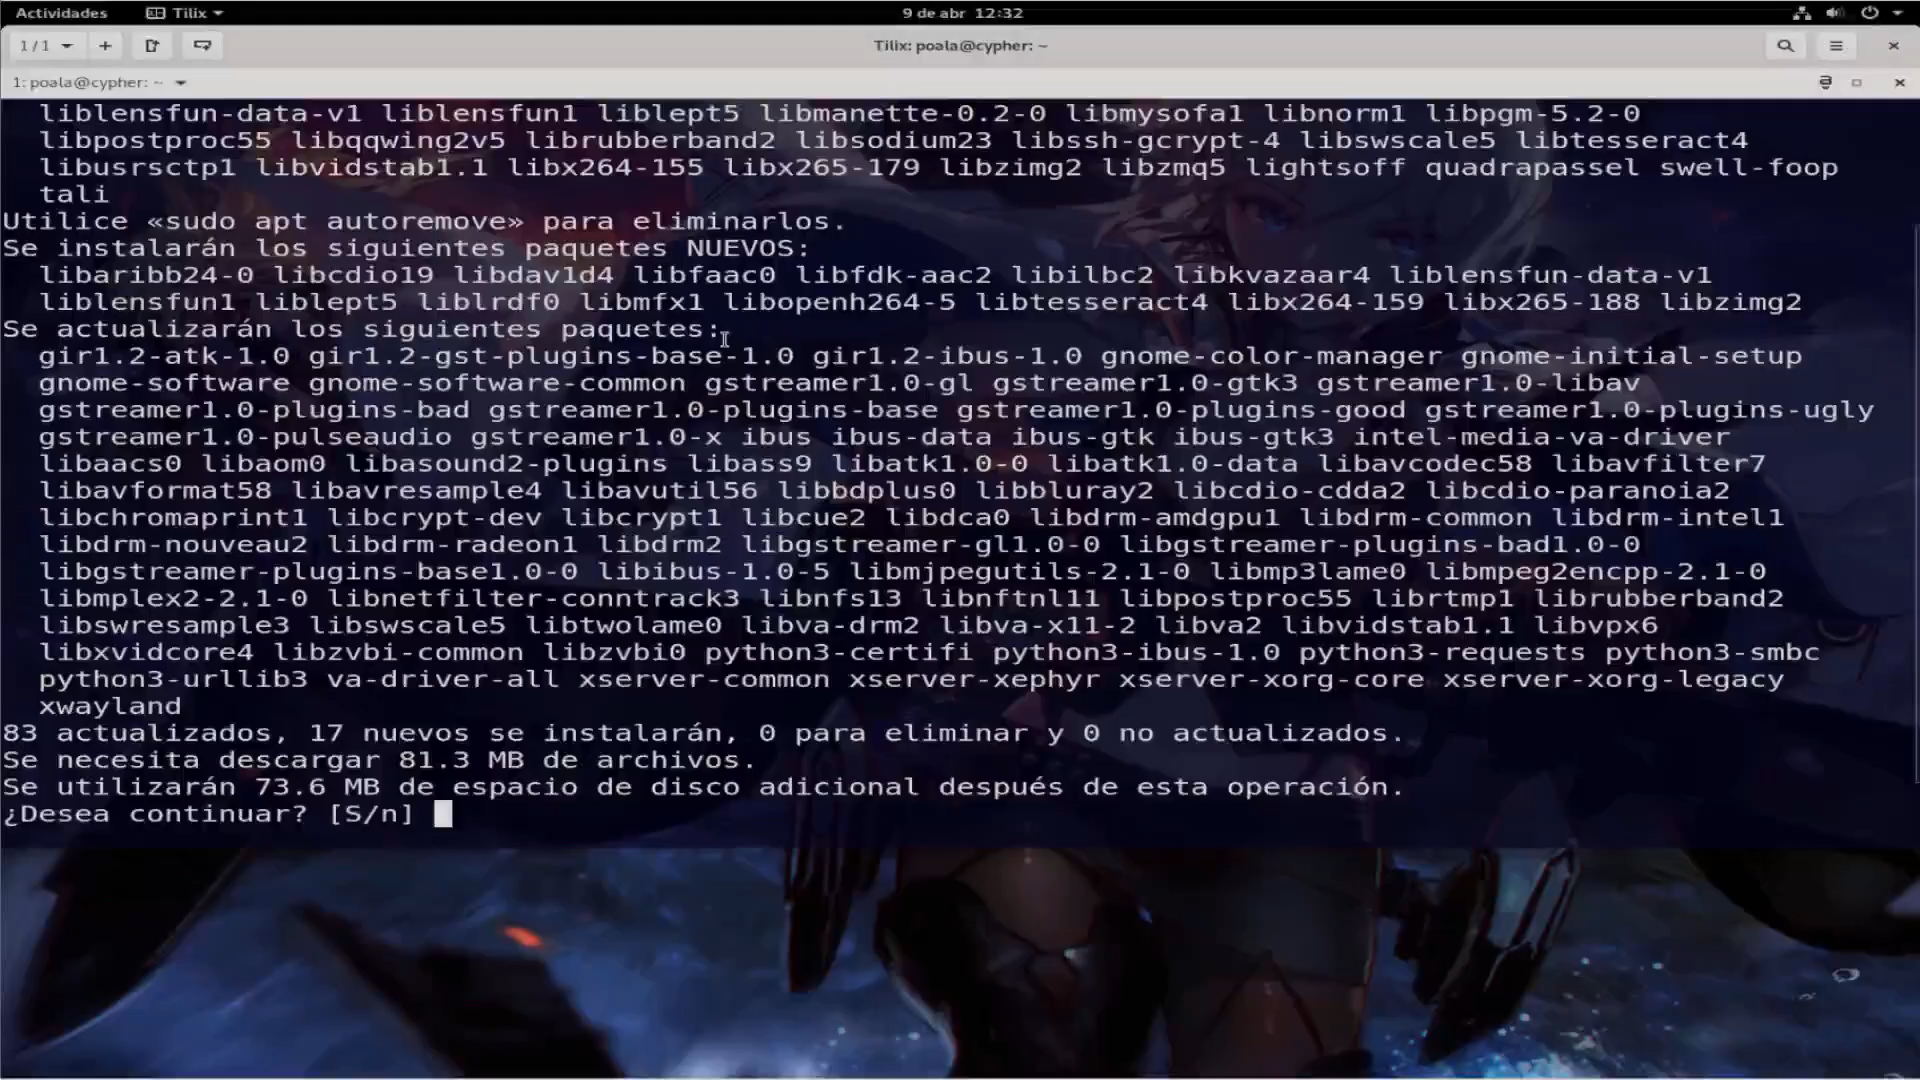 Actividades Tilix 9 de abr 12:32
1 / 1 Tilix: poala@cypher: ~
1: poala@cypher: ~
liblensfun-data-v1 liblensfun1 liblept5 libmanette-0.2-0 libmysofa1 libnorm1 libpgm-5.2-0
libpostproc55 libqqwing2v5 librubberband2 libsodium23 libssh-gcrypt-4 libswscale5 libtesseract4
libusrsctp1 libvidstab1.1 libx264-155 libx265-179 libzimg2 libzmq5 lightsoff quadrapassel swell-foop
tali
Utilice «sudo apt autoremove» para eliminarlos.
Se instalarán los siguientes paquetes NUEVOS:
libaribb24-0 libcdio19 libdav1d4 libfaac0 libfdk-aac2 libilbc2 libkvazaar4 liblensfun-data-v1
liblensfun1 liblept5 liblrdf0 libmfx1 libopenh264-5 libtesseract4 libx264-159 libx265-188 libzimg2
Se actualizarán los siguientes paquetes:
gir1.2-atk-1.0 gir1.2-gst-plugins-base-1.0 gir1.2-ibus-1.0 gnome-color-manager gnome-initial-setup
gnome-software gnome-software-common gstreamer1.0-gl gstreamer1.0-gtk3 gstreamer1.0-libav
gstreamer1.0-plugins-bad gstreamer1.0-plugins-base gstreamer1.0-plugins-good gstreamer1.0-plugins-ugly
gstreamer1.0-pulseaudio gstreamer1.0-x ibus ibus-data ibus-gtk ibus-gtk3 intel-media-va-driver
libaacs0 libaom0 libasound2-plugins libass9 libatk1.0-0 libatk1.0-data libavcodec58 libavfilter7
libavformat58 libavresample4 libavutil56 libbdplus0 libbluray2 libcdio-cdda2 libcdio-paranoia2
libchromaprint1 libcrypt-dev libcrypt1 libcue2 libdca0 libdrm-amdgpu1 libdrm-common libdrm-intel1
libdrm-nouveau2 libdrm-radeon1 libdrm2 libgstreamer-gl1.0-0 libgstreamer-plugins-bad1.0-0
libgstreamer-plugins-base1.0-0 libibus-1.0-5 libmjpegutils-2.1-0 libmp3lame0 libmpeg2encpp-2.1-0
libmplex2-2.1-0 libnetfilter-conntrack3 libnfs13 libnftnl11 libpostproc55 librtmp1 librubberband2
libswresample3 libswscale5 libtwolame0 libva-drm2 libva-x11-2 libva2 libvidstab1.1 libvpx6
libxvidcore4 libzvbi-common libzvbi0 python3-certifi python3-ibus-1.0 python3-requests python3-smbc
python3-urllib3 va-driver-all xserver-common xserver-xephyr xserver-xorg-core xserver-xorg-legacy
xwayland
83 actualizados, 17 nuevos se instalarán, 0 para eliminar y 0 no actualizados.
Se necesita descargar 81.3 MB de archivos.
Se utilizarán 73.6 MB de espacio de disco adicional después de esta operación.
¿Desea continuar? [S/n]